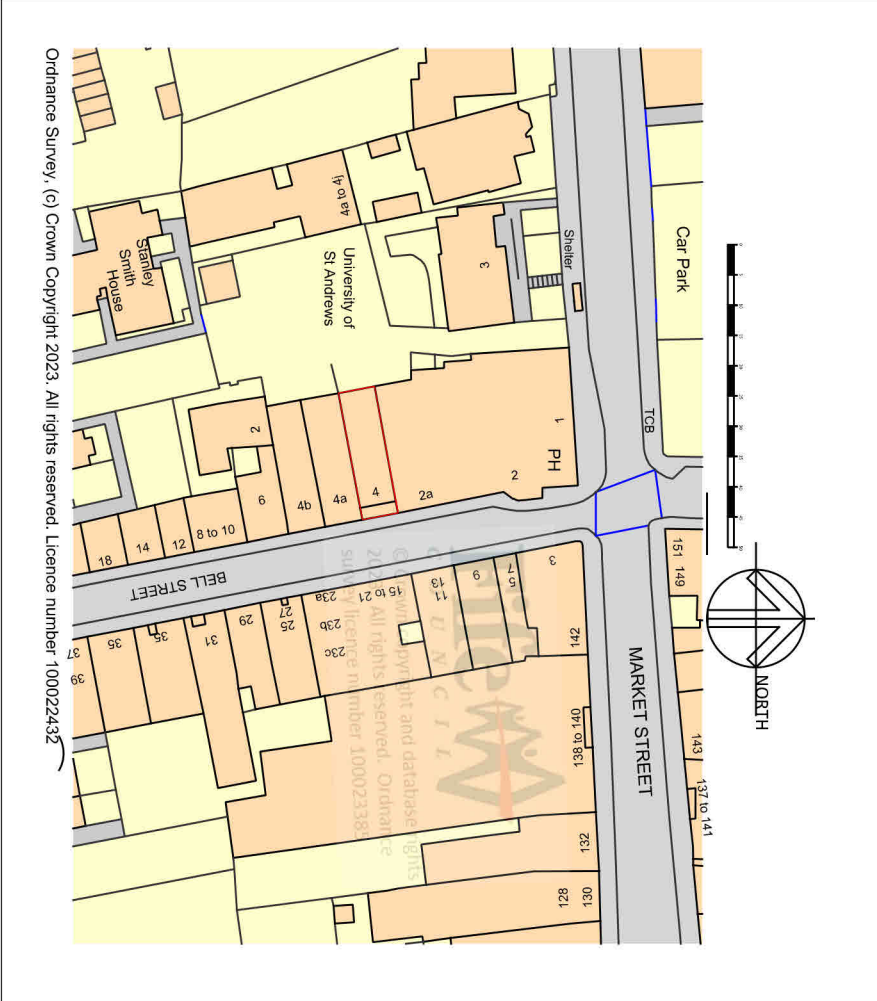 Ordnance Survey, (c) Crown Copyright 2023. All rights reserved. Licence number 100022432
NORTH
Car Park
Shelter
TCB
3
4a to 4j
University of
St Andrews
Stanley
Smith
House
1
PH
2
2a
4
4a
4b
6
2
8 to 10
12
14
18
BELL STREET
MARKET STREET
151
149
143
137 to 141
3
142
5
7
9
11
13
15 to 21
23a
23b
23c
25
27
29
31
35
35
37
39
138 to 140
132
130
128
Fife
COUNCIL
© Crown copyright and database rights
2023. All rights reserved. Ordnance
survey licence number 100023385